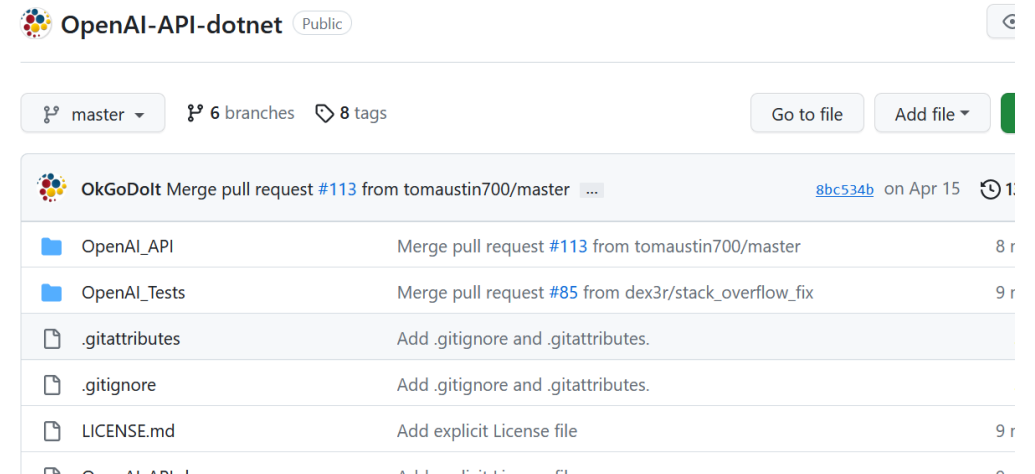 OpenAI-API-dotnet Public
master 6 branches 8 tags Go to file Add file
OkGoDoIt Merge pull request #113 from tomaustin700/master ... 8bc534b on Apr 15
OpenAI_API Merge pull request #113 from tomaustin700/master 8
OpenAI_Tests Merge pull request #85 from dex3r/stack_overflow_fix 9
.gitattributes Add .gitignore and .gitattributes.
.gitignore Add .gitignore and .gitattributes.
LICENSE.md Add explicit License file 9